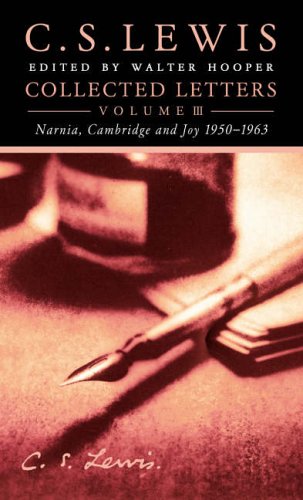 C. S. LEWIS
EDITED BY WALTER HOOPER
COLLECTED LETTERS
VOLUME III
Narnia, Cambridge and Joy 1950–1963
C. S. Lewis.